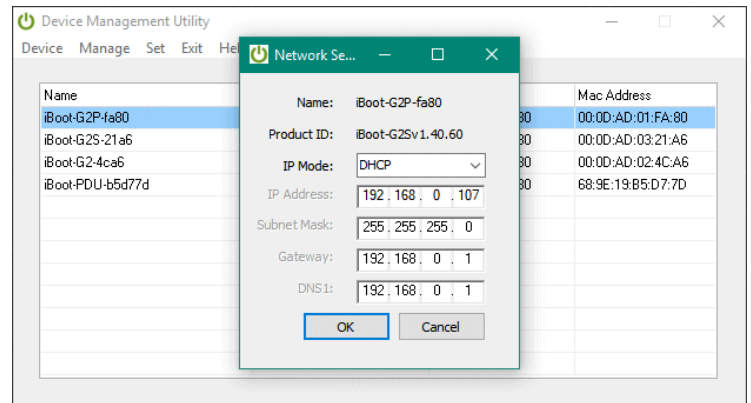 Device Management Utility
Device Manage Set Exit
Name Mac Address
iBoot-G2P-fa80 00:0D:AD:01:FA:80
iBoot-G2S-21a6 00:0D:AD:03:21:A6
iBoot-G2-4ca6 00:0D:AD:02:4C:A6
iBoot-PDU-b5d77d 68:9E:19:B5:D7:7D
Network Se...
Name: iBoot-G2P-fa80
Product ID: iBoot-G2Sv1.40.60
IP Mode: DHCP
IP Address: 192 . 168 . 0 . 107
Subnet Mask: 255 . 255 . 255 . 0
Gateway: 192 . 168 . 0 . 1
DNS1: 192 . 168 . 0 . 1
OK Cancel